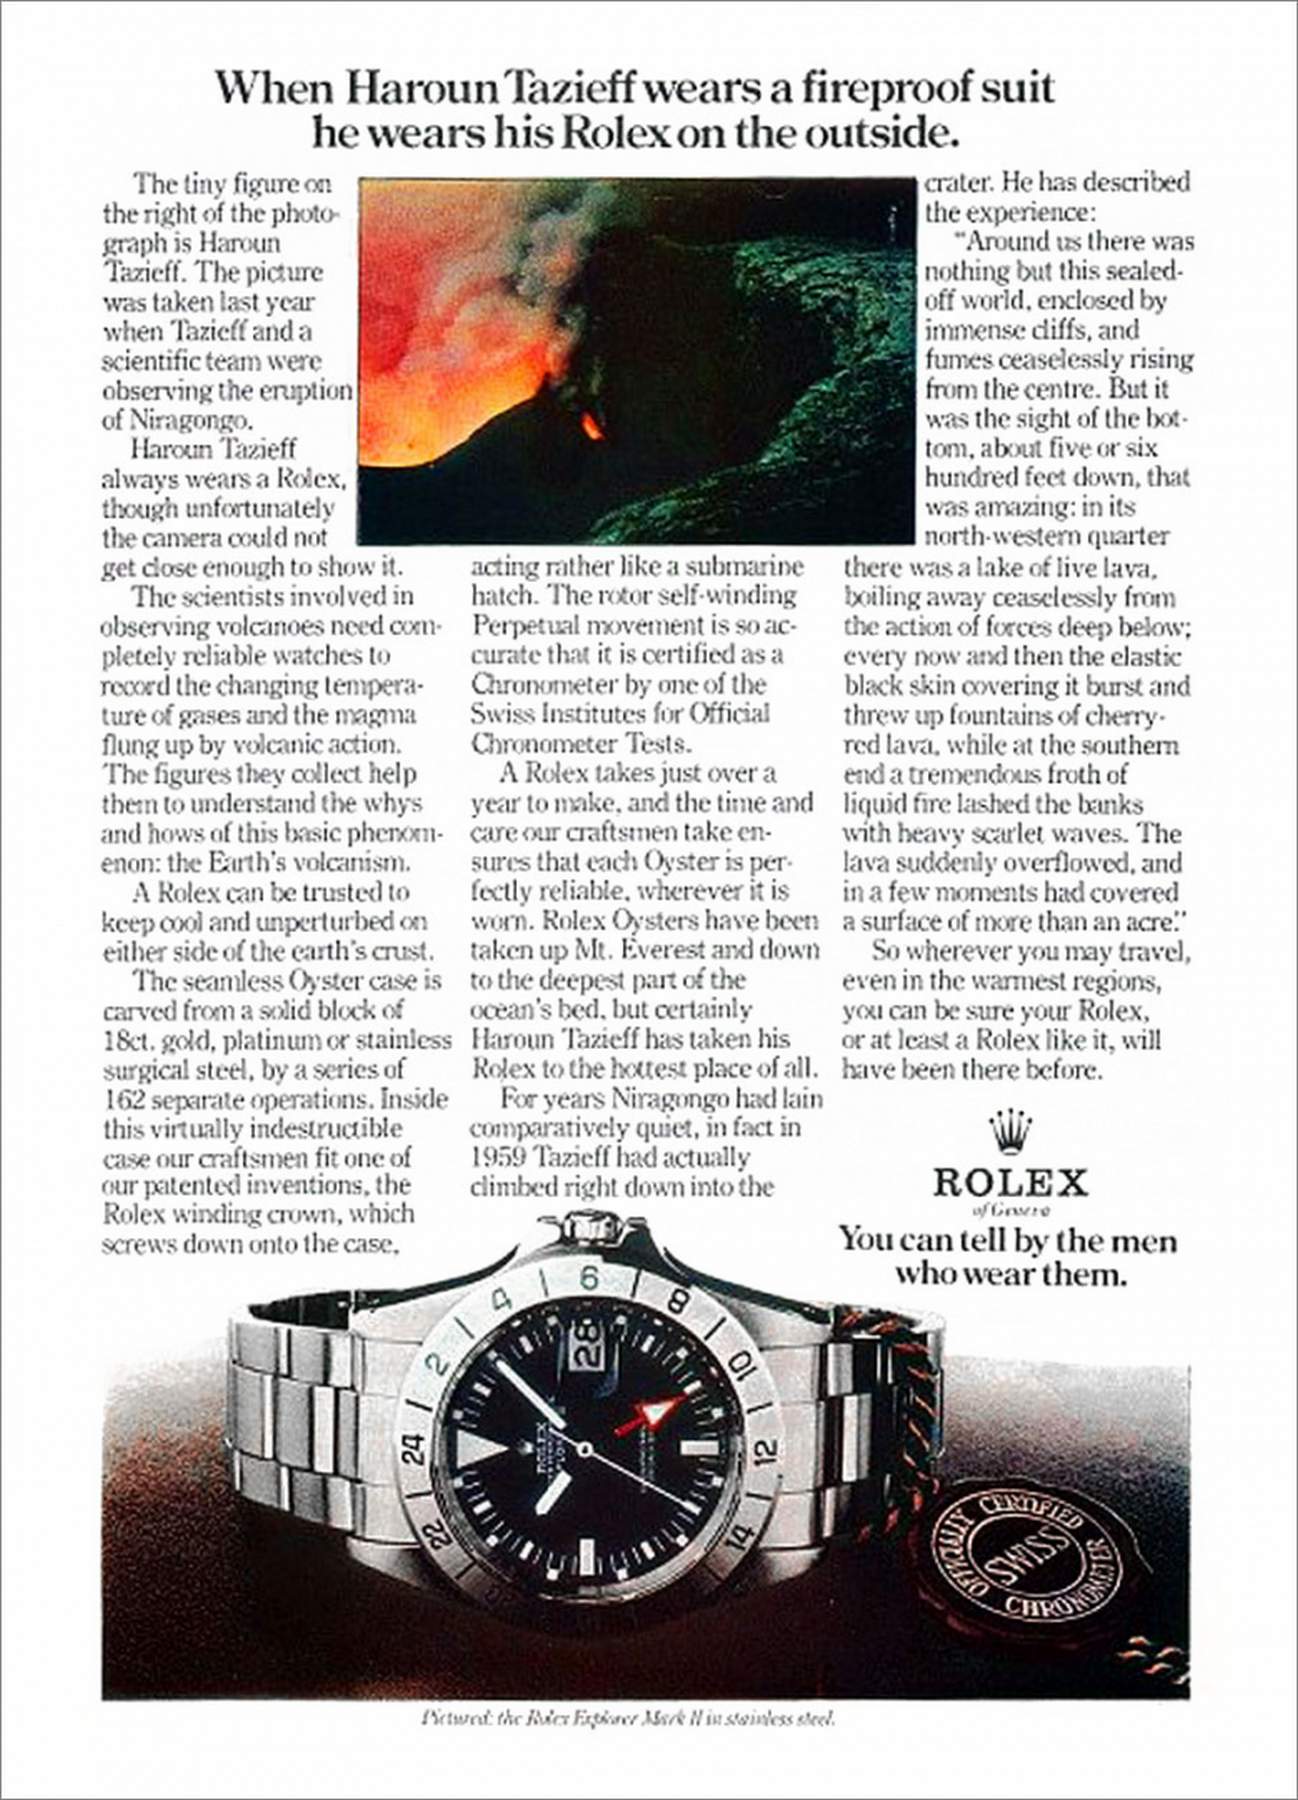 When Haroun Tazieff wears a fireproof suit
he wears his Rolex on the outside.
The tiny figure on
the right of the photo-
graph is Haroun
Tazieff. The picture
was taken last year
when Tazieff and a
scientific team were
observing the eruption
of Niragongo.
Haroun Tazieff
always wears a Rolex,
though unfortunately
the camera could not
get close enough to show it.
The scientists involved in
observing volcanoes need com-
pletely reliable watches to
record the changing tempera-
ture of gases and the magma
flung up by volcanic action.
The figures they collect help
them to understand the whys
and hows of this basic phenom-
enon: the Earth's volcanism.
A Rolex can be trusted to
keep cool and unperturbed on
either side of the earth's crust.
The seamless Oyster case is
carved from a solid block of
18ct. gold, platinum or stainless
surgical steel, by a series of
162 separate operations. Inside
this virtually indestructible
case our craftsmen fit one of
our patented inventions, the
Rolex winding crown, which
screws down onto the case,
acting rather like a submarine
hatch. The rotor self-winding
Perpetual movement is so ac-
curate that it is certified as a
Chronometer by one of the
Swiss Institutes for Official
Chronometer Tests.
A Rolex takes just over a
year to make, and the time and
care our craftsmen take en-
sures that each Oyster is per-
fectly reliable, wherever it is
worn. Rolex Oysters have been
taken up Mt. Everest and down
to the deepest part of the
ocean's bed, but certainly
Haroun Tazieff has taken his
Rolex to the hottest place of all.
For years Niragongo had lain
comparatively quiet, in fact in
1959 Tazieff had actually
climbed right down into the
crater. He has described
the experience:
"Around us there was
nothing but this sealed-
off world, enclosed by
immense cliffs, and
fumes ceaselessly rising
from the centre. But it
was the sight of the bot-
tom, about five or six
hundred feet down, that
was amazing: in its
north-western quarter
there was a lake of live lava,
boiling away ceaselessly from
the action of forces deep below;
every now and then the elastic
black skin covering it burst and
threw up fountains of cherry-
red lava, while at the southern
end a tremendous froth of
liquid fire lashed the banks
with heavy scarlet waves. The
lava suddenly overflowed, and
in a few moments had covered
a surface of more than an acre."
So wherever you may travel,
even in the warmest regions,
you can be sure your Rolex,
or at least a Rolex like it, will
have been there before.
ROLEX
of Geneva
You can tell by the men
who wear them.
2 4 6 8 10 12 14 22 24
28
ROLEX
OFFICIALLY CERTIFIED
SWISS
CHRONOMETER
Pictured: the Rolex Explorer Mark II in stainless steel.